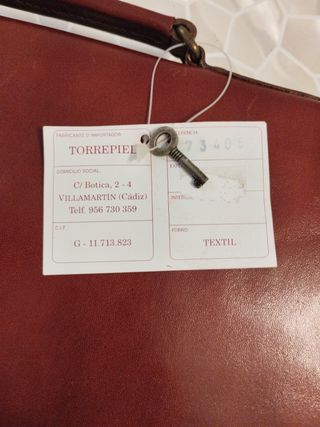 FABRICANTE O IMPORTADOR
TORREPIEL
DOMICILIO SOCIAL
C/ Botica, 2 - 4
VILLAMARTIN (Cádiz)
Telf. 956 730 359
C.I.F.
G - 11.713.823
73405
FORRO
TEXTIL